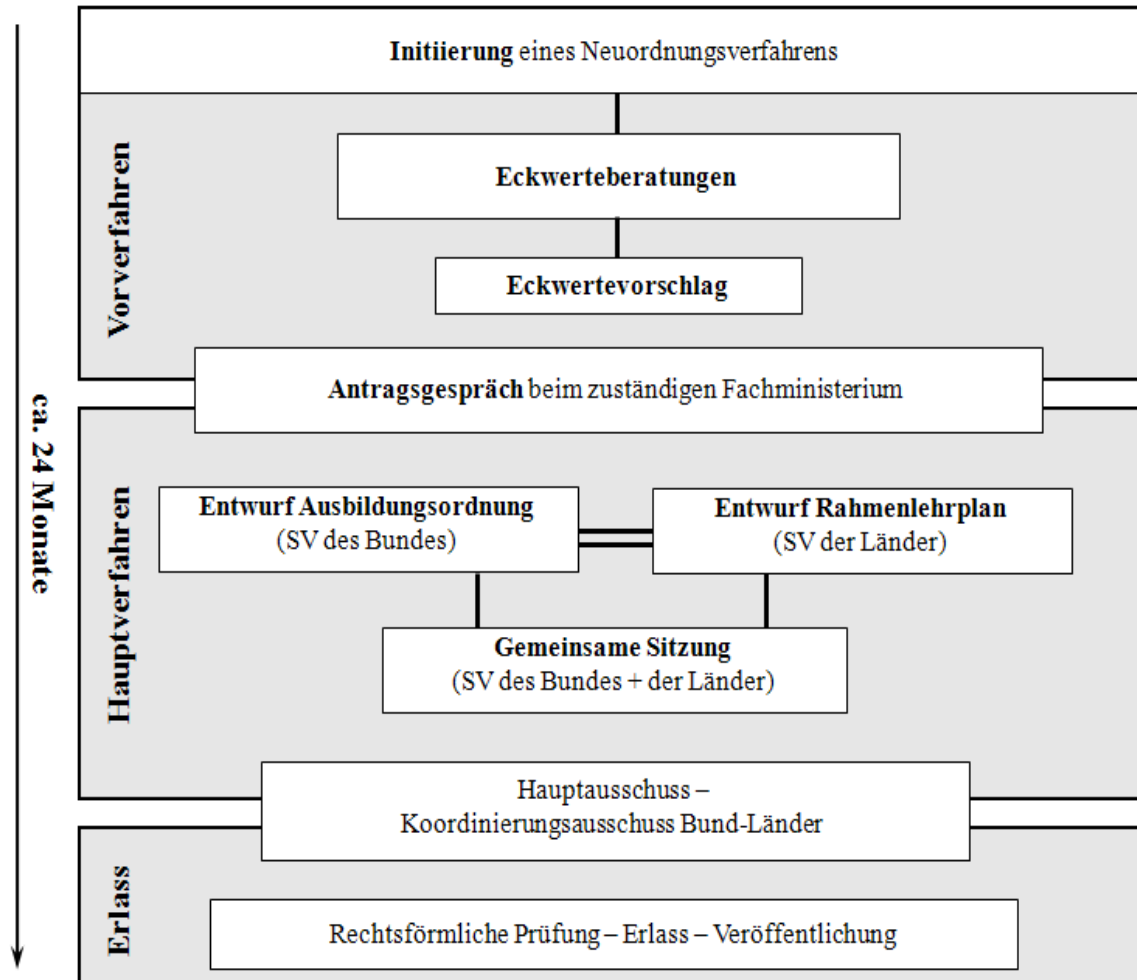 Initiierung eines Neuordnungsverfahrens
Vorverfahren
Eckwerteberatungen
Eckwertevorschlag
Antragsgespräch beim zuständigen Fachministerium
ca. 24 Monate
Hauptverfahren
Entwurf Ausbildungsordnung
(SV des Bundes)
Entwurf Rahmenlehrplan
(SV der Länder)
Gemeinsame Sitzung
(SV des Bundes + der Länder)
Hauptausschuss –
Koordinierungsausschuss Bund-Länder
Erlass
Rechtsförmliche Prüfung – Erlass – Veröffentlichung